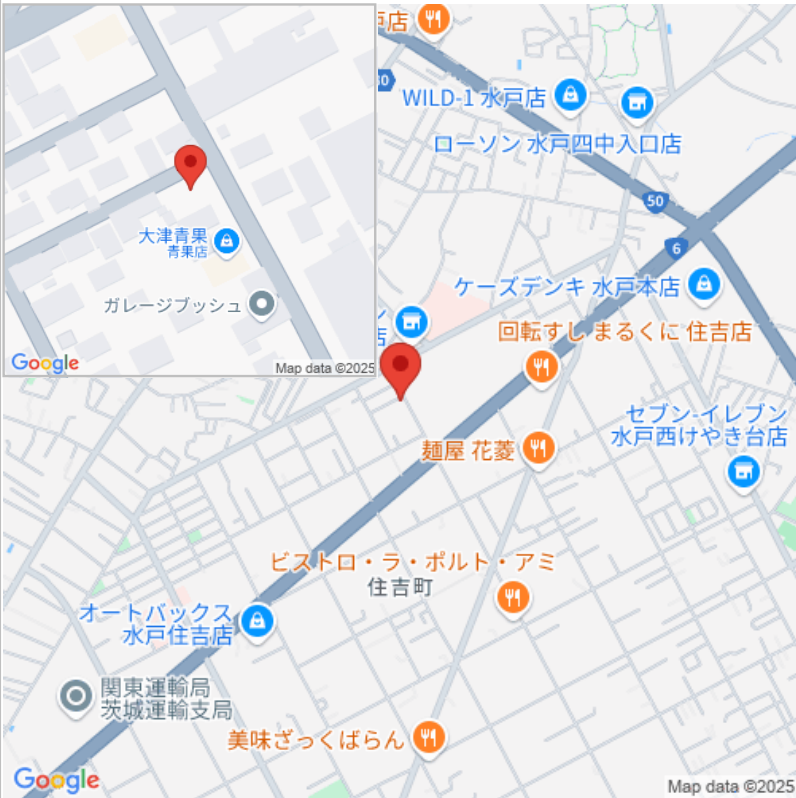 大津青果
青果店
ガレージブッシュ
Google
Map data ©2025
戸店
WILD-1 水戸店
ローソン 水戸四中入口店
50
6
ケーズデンキ 水戸本店
ン
店
回転すし まるくに 住吉店
セブン-イレブン
水戸西けやき台店
麺屋 花菱
ビストロ・ラ・ポルト・アミ
住吉町
オートバックス
水戸住吉店
関東運輸局
茨城運輸支局
美味ざっくばらん
Google
Map data ©2025